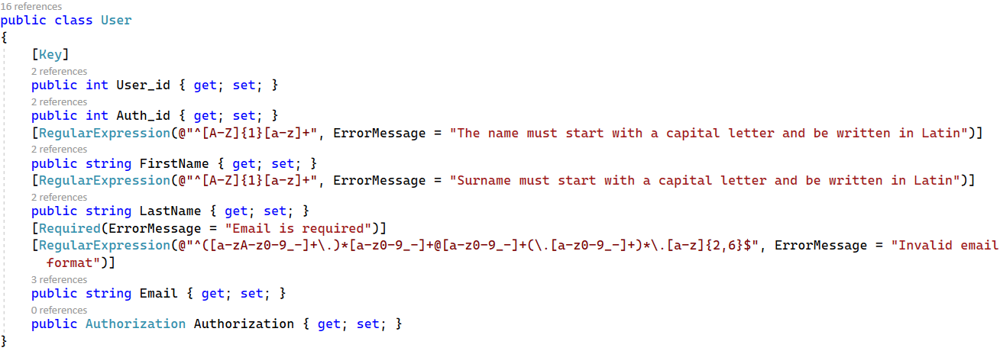 16 references
public class User
{
[Key]
2 references
public int User_id { get; set; }
2 references
public int Auth_id { get; set; }
[RegularExpression(@"^[A-Z]{1}[a-z]+", ErrorMessage = "The name must start with a capital letter and be written in Latin")]
2 references
public string FirstName { get; set; }
[RegularExpression(@"^[A-Z]{1}[a-z]+", ErrorMessage = "Surname must start with a capital letter and be written in Latin")]
2 references
public string LastName { get; set; }
[Required(ErrorMessage = "Email is required")]
[RegularExpression(@"^([a-zA-z0-9_-]+\.)*[a-z0-9_-]+@[a-z0-9_-]+(\.[a-z0-9_-]+)*\.[a-z]{2,6}$", ErrorMessage = "Invalid email
format")]
3 references
public string Email { get; set; }
0 references
public Authorization Authorization { get; set; }
}